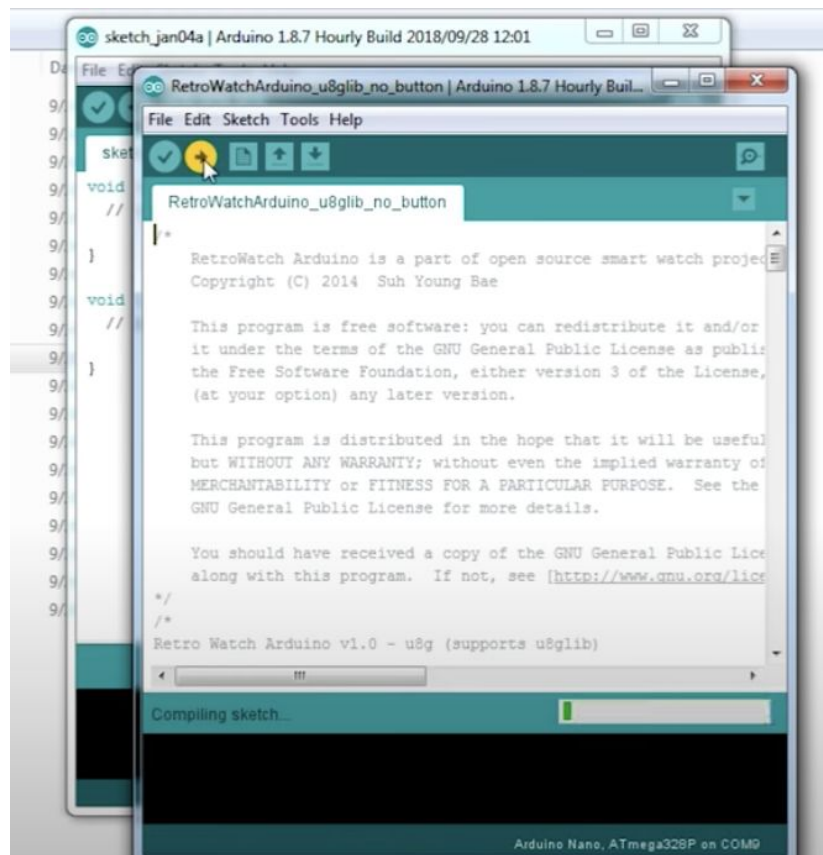 sketch_jan04a | Arduino 1.8.7 Hourly Build 2018/09/28 12:01
File
RetroWatchArduino_u8glib_no_button | Arduino 1.8.7 Hourly Buil...
File Edit Sketch Tools Help
RetroWatchArduino_u8glib_no_button
void
//
}
void
//
}
/*
RetroWatch Arduino is a part of open source smart watch projec
Copyright (C) 2014 Suh Young Bae
This program is free software: you can redistribute it and/or
it under the terms of the GNU General Public License as publis
the Free Software Foundation, either version 3 of the License,
(at your option) any later version.
This program is distributed in the hope that it will be useful
but WITHOUT ANY WARRANTY; without even the implied warranty of
MERCHANTABILITY or FITNESS FOR A PARTICULAR PURPOSE. See the
GNU General Public License for more details.
You should have received a copy of the GNU General Public Lice
along with this program. If not, see [http://www.gnu.org/lice
*/
/*
Retro Watch Arduino v1.0 - u8g (supports u8glib)
Compiling sketch...
Arduino Nano, ATmega328P on COM9